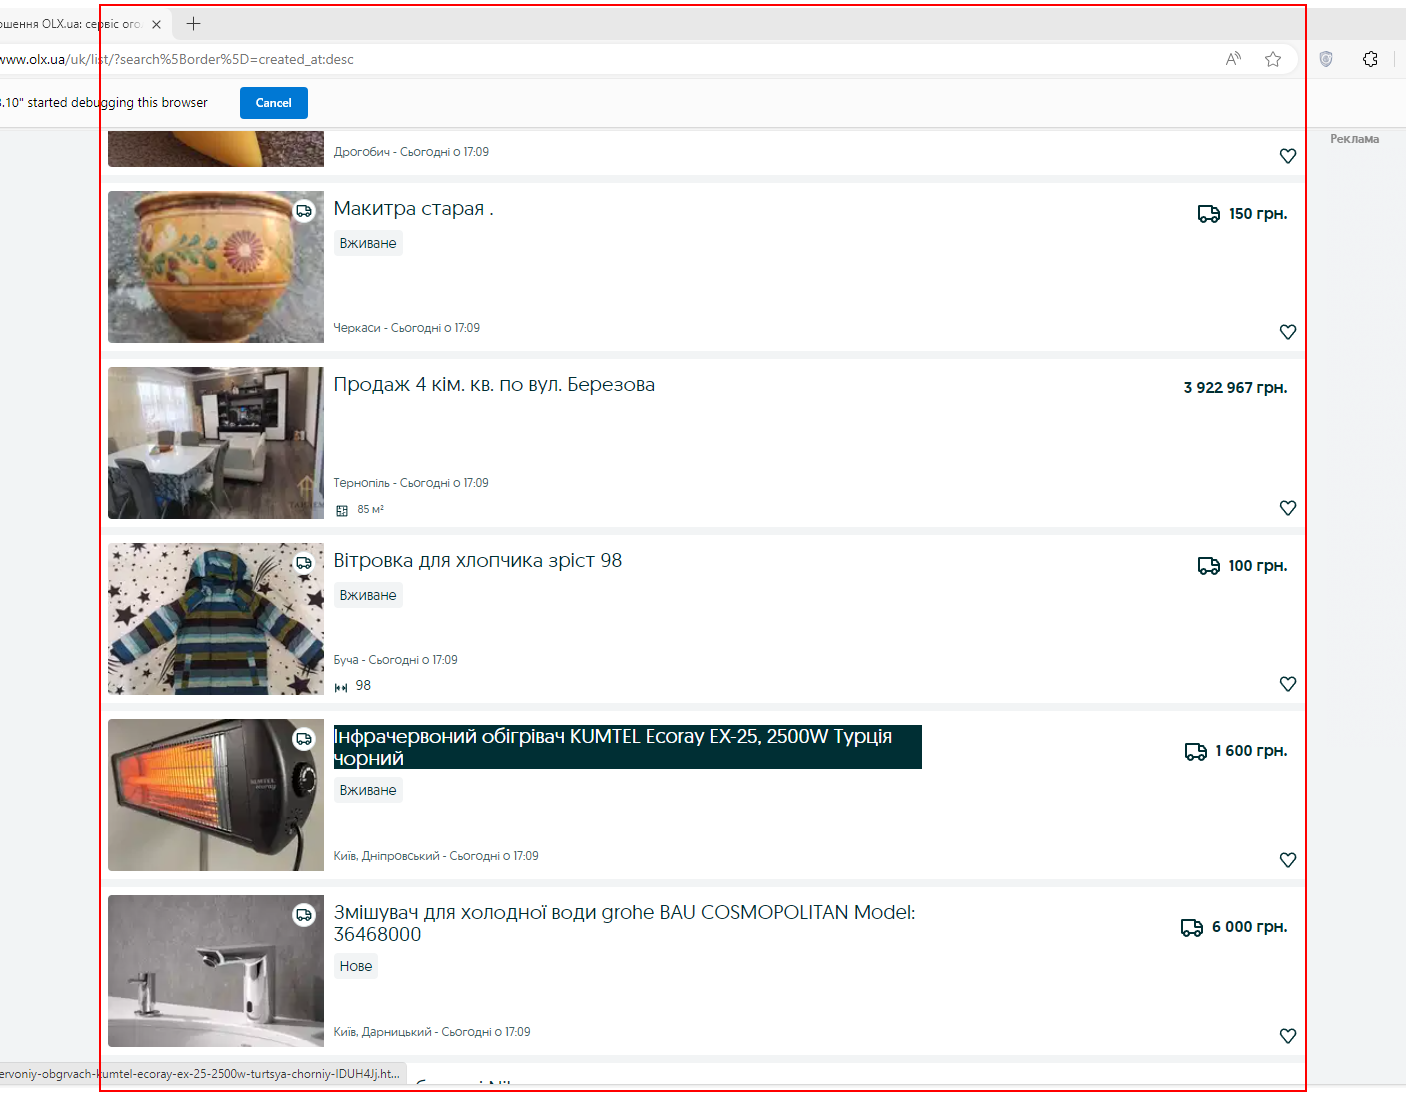 ошення OLX.ua: сервіс ого
www.olx.ua/uk/list/?search%5Border%5D=created_at:desc
3.10" started debugging this browser
Cancel
Реклама
Дрогобич - Сьогодні о 17:09
Макитра старая .
150 грн.
Вживане
Черкаси - Сьогодні о 17:09
Продаж 4 кім. кв. по вул. Березова
3 922 967 грн.
Тернопіль - Сьогодні о 17:09
85 м²
Вітровка для хлопчика зріст 98
100 грн.
Вживане
Буча - Сьогодні о 17:09
98
Інфрачервоний обігрівач KUMTEL Ecoray EX-25, 2500W Турція
чорний
1 600 грн.
KUMTEL
ecoray
Вживане
Київ, Дніпровський - Сьогодні о 17:09
Змішувач для холодної води grohe BAU COSMOPOLITAN Model:
36468000
6 000 грн.
Нове
Київ, Дарницький - Сьогодні о 17:09
ervoniy-obgrvach-kumtel-ecoray-ex-25-2500w-turtsya-chorniy-IDUH4Jj.ht...